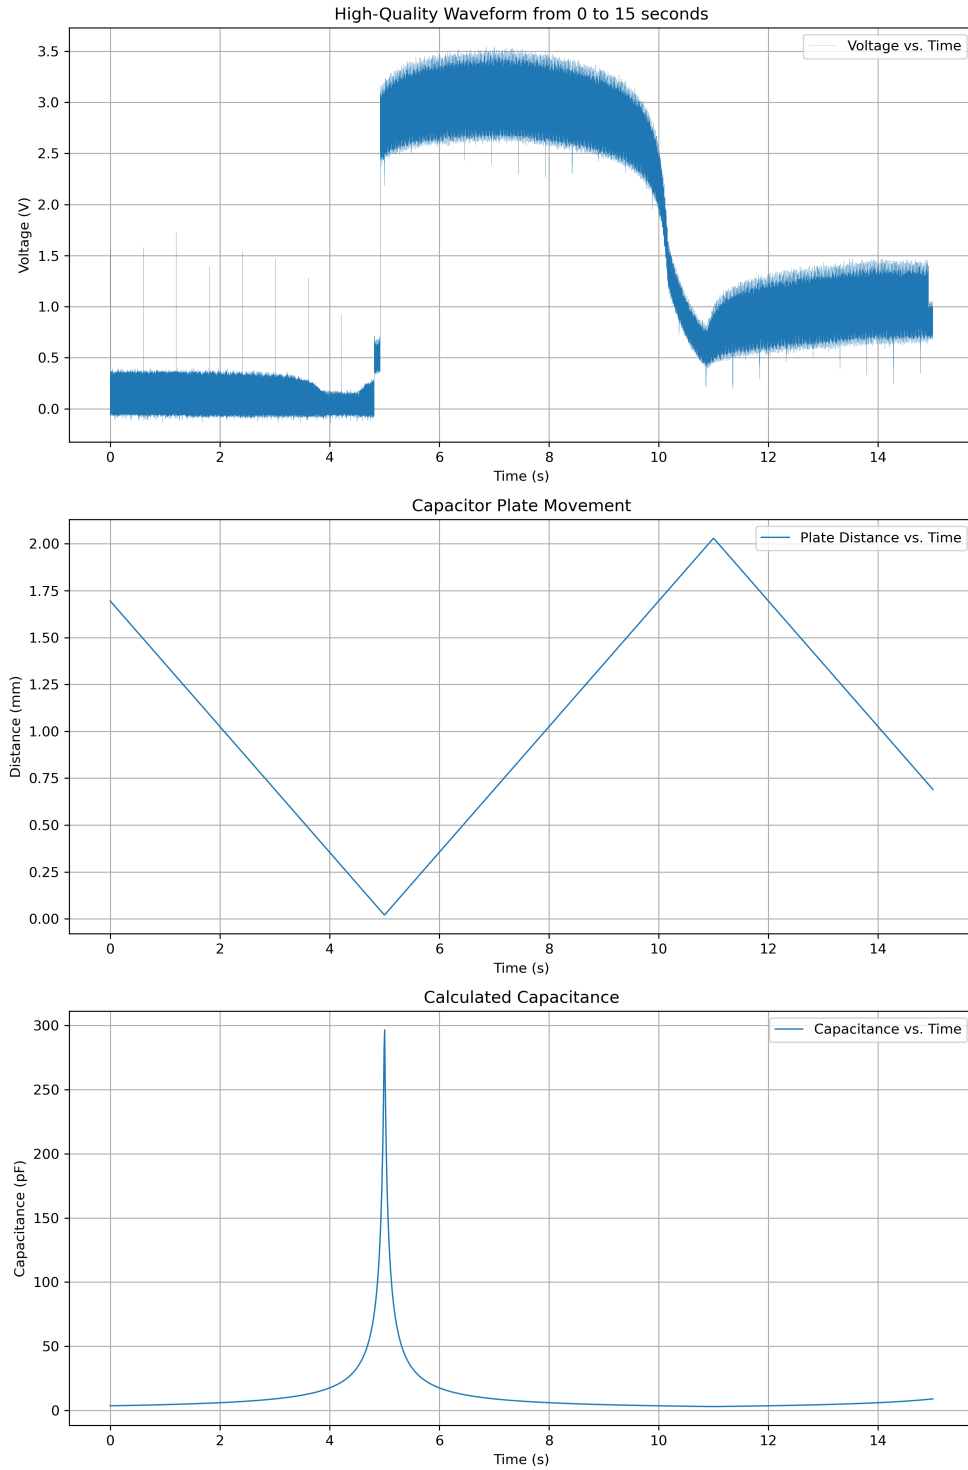 High-Quality Waveform from 0 to 15 seconds
Voltage vs. Time
3.5
3.0
2.5
2.0
1.5
1.0
0.5
0.0
Voltage (V)
0 2 4 6 8 10 12 14
Time (s)
Capacitor Plate Movement
Plate Distance vs. Time
2.00
1.75
1.50
1.25
1.00
0.75
0.50
0.25
0.00
Distance (mm)
0 2 4 6 8 10 12 14
Time (s)
Calculated Capacitance
Capacitance vs. Time
300
250
200
150
100
50
0
Capacitance (pF)
0 2 4 6 8 10 12 14
Time (s)